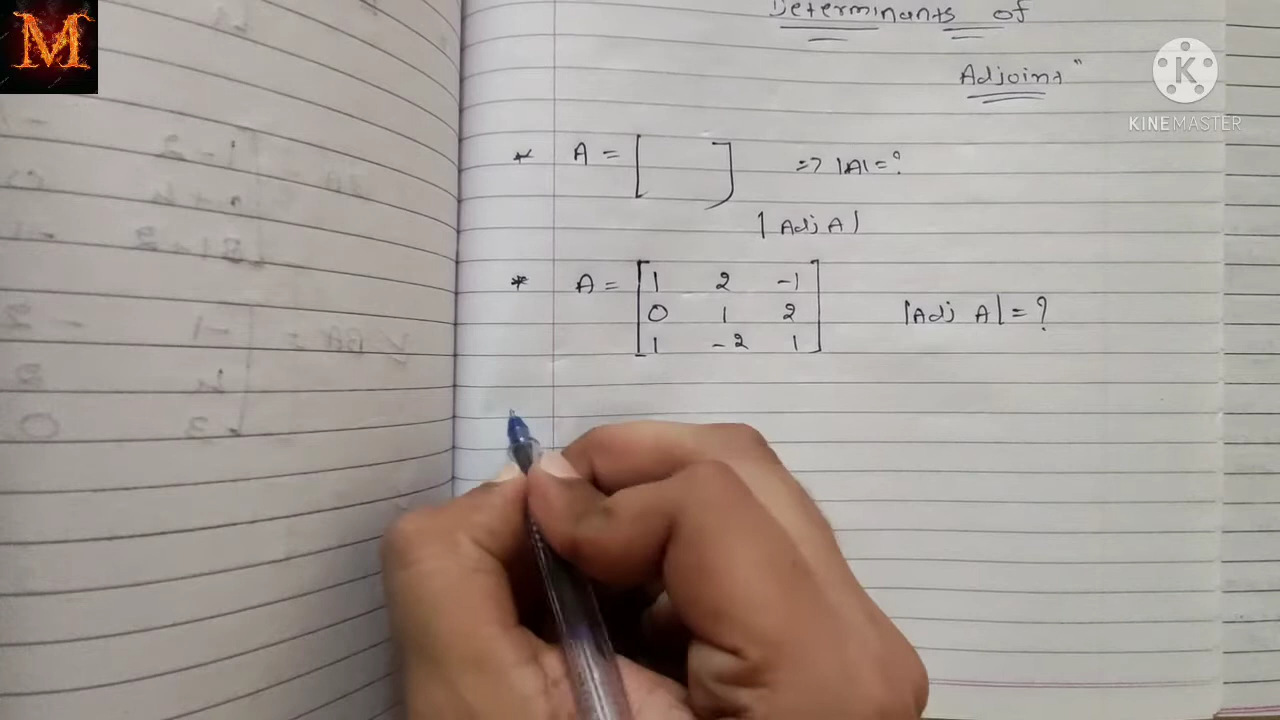 M
Determinants of
Adjoint"
K
KINEMASTER
* A = [ ] => |A| = ?
| Adj A |
* A = [ 1 2 -1
0 1 2
1 -2 1 ] |Adj A| = ?